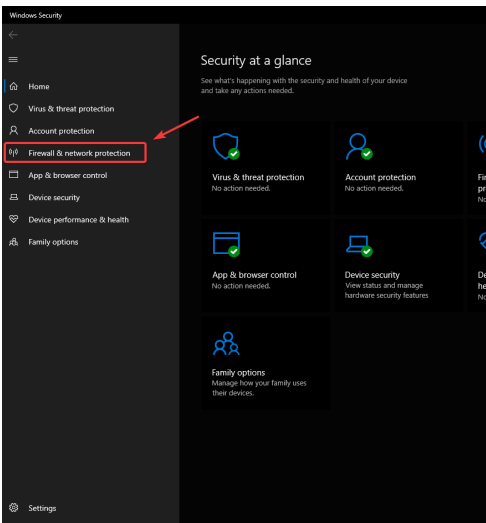 Windows Security
Home
Virus & threat protection
Account protection
Firewall & network protection
App & browser control
Device security
Device performance & health
Family options
Settings
Security at a glance
See what's happening with the security and health of your device
and take any actions needed.
Virus & threat protection
No action needed.
Account protection
No action needed.
App & browser control
No action needed.
Device security
View status and manage
hardware security features
Family options
Manage how your family uses
their devices.